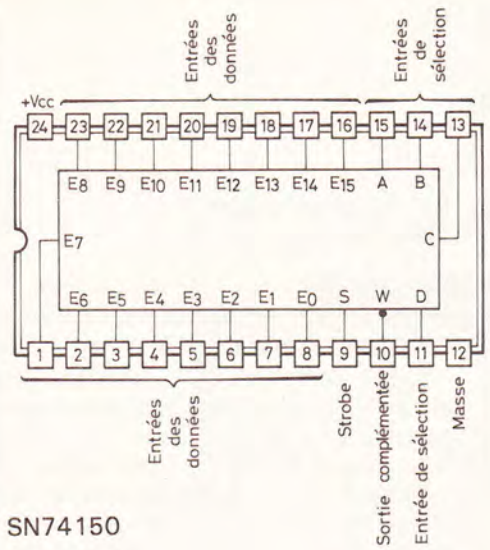 Entrées
des
données
Entrées
de
sélection
+Vcc
24 23 22 21 20 19 18 17 16 15 14 13
E8 E9 E10 E11 E12 E13 E14 E15 A B
E7
C
E6 E5 E4 E3 E2 E1 E0 S W D
1 2 3 4 5 6 7 8 9 10 11 12
Entrées
des
données
Strobe
Sortie complémentée
Entrée de sélection
Masse
SN74150